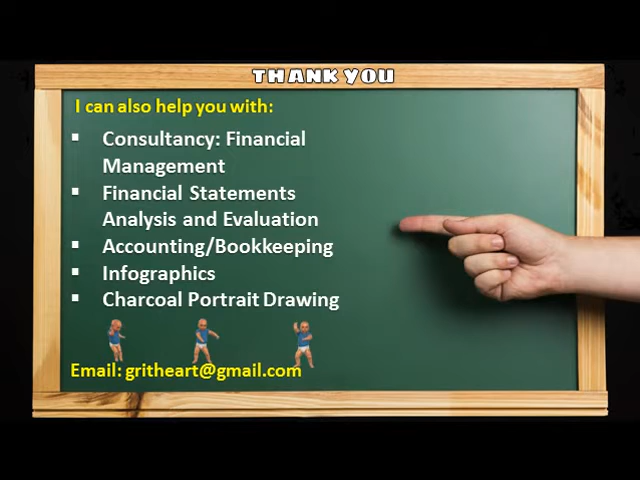 THANK YOU
I can also help you with:
▪ Consultancy: Financial
Management
▪ Financial Statements
Analysis and Evaluation
▪ Accounting/Bookkeeping
▪ Infographics
▪ Charcoal Portrait Drawing
Email: gritheart@gmail.com